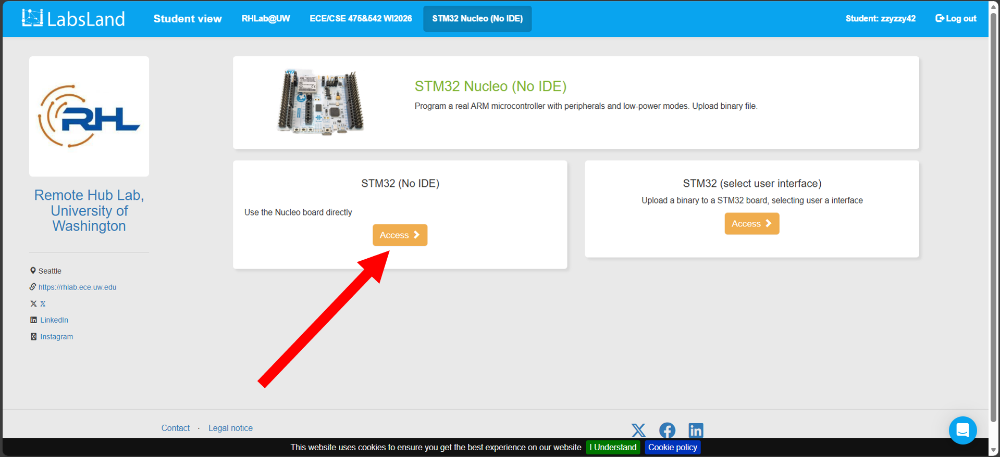 LabsLand
Student view
RHLab@UW
ECE/CSE 475&542 WI2026
STM32 Nucleo (No IDE)
Student: zzyzzy42
Log out
RHL
Remote Hub Lab,
University of
Washington
Seattle
https://rhlab.ece.uw.edu
X 𝕏
LinkedIn
Instagram
STM32 Nucleo (No IDE)
Program a real ARM microcontroller with peripherals and low-power modes. Upload binary file.
STM32 (No IDE)
Use the Nucleo board directly
Access
STM32 (select user interface)
Upload a binary to a STM32 board, selecting user a interface
Access
Contact · Legal notice
This website uses cookies to ensure you get the best experience on our website I Understand Cookie policy